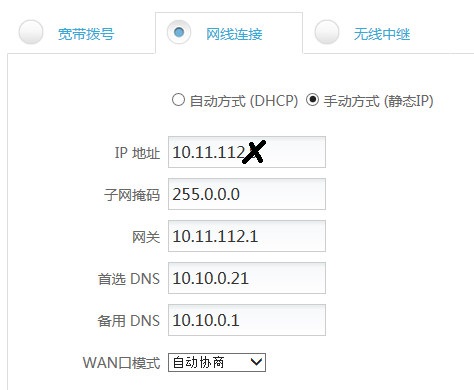 宽带拨号 网线连接 无线中继
自动方式 (DHCP) 手动方式 (静态IP)
IP 地址 10.11.112
子网掩码 255.0.0.0
网关 10.11.112.1
首选 DNS 10.10.0.21
备用 DNS 10.10.0.1
WAN口模式 自动协商